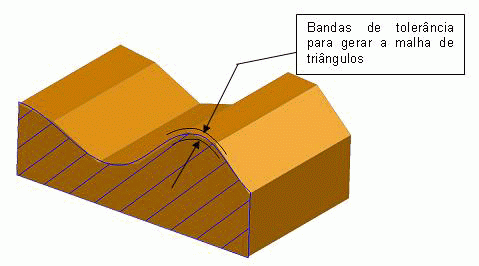 Bandas de tolerância
para gerar a malha de
triângulos